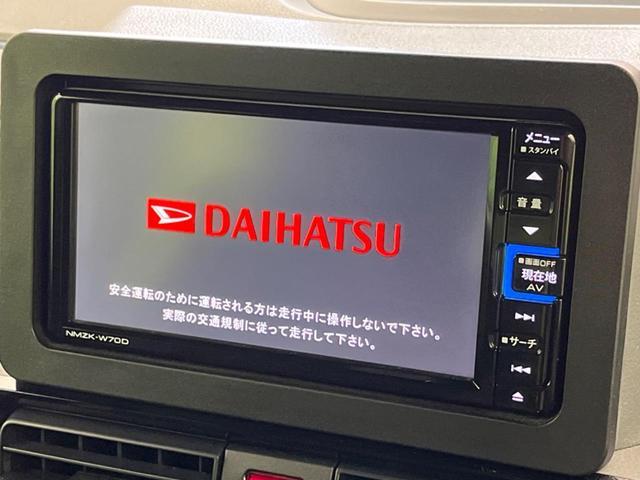 DAIHATSU
安全運転のために運転される方は走行中に操作しないで下さい。
実際の交通規制に従って走行して下さい。
NMZK-W70D
メニュー
スタンバイ
音量
画面OFF
現在地
AV
サーチ